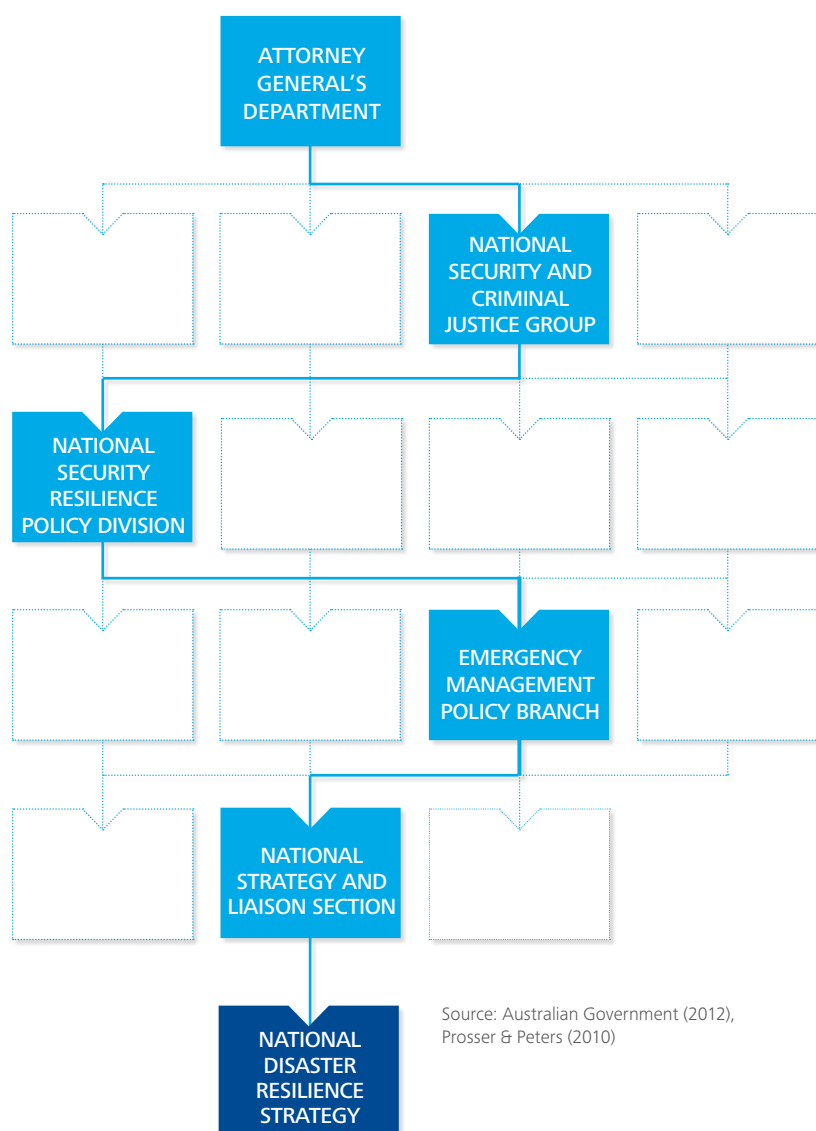 ATTORNEY
GENERAL’S
DEPARTMENT
NATIONAL
SECURITY AND
CRIMINAL
JUSTICE GROUP
NATIONAL
SECURITY
RESILIENCE
POLICY DIVISION
EMERGENCY
MANAGEMENT
POLICY BRANCH
NATIONAL
STRATEGY AND
LIAISON SECTION
Source: Australian Government (2012),
Prosser & Peters (2010)
NATIONAL
DISASTER
RESILIENCE
STRATEGY